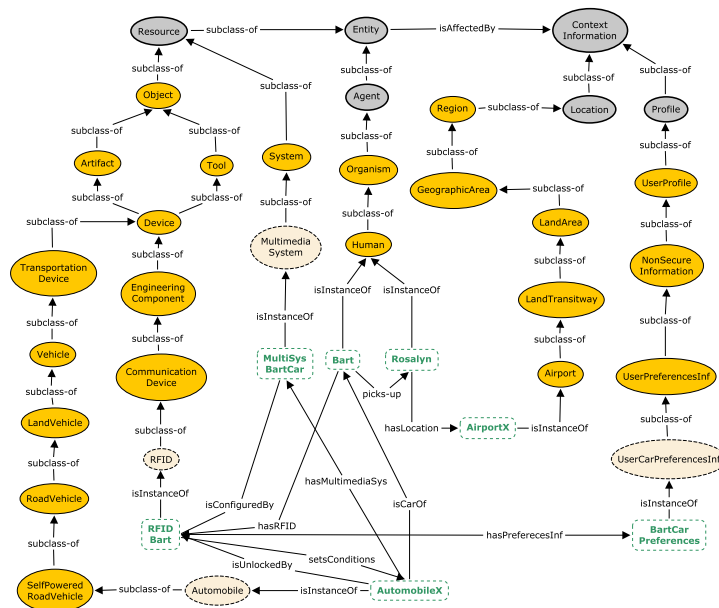 Resource
subclass-of
Entity
isAffectedBy
Context
Information
subclass-of
subclass-of
subclass-of
subclass-of
subclass-of
Object
Agent
Region
subclass-of
Location
Profile
subclass-of
subclass-of
subclass-of
subclass-of
subclass-of
Artifact
Tool
System
Organism
GeographicArea
UserProfile
subclass-of
subclass-of
subclass-of
subclass-of
subclass-of
subclass-of
subclass-of
Device
LandArea
Multimedia
System
Human
subclass-of
subclass-of
Transportation
Device
NonSecure
Information
Engineering
Component
isInstanceOf
isInstanceOf
LandTransitway
subclass-of
isInstanceOf
subclass-of
subclass-of
subclass-of
Vehicle
MultiSys
BartCar
Bart
Rosalyn
Communication
Device
Airport
UserPreferencesInf
subclass-of
picks-up
LandVehicle
subclass-of
hasLocation
AirportX
isInstanceOf
subclass-of
subclass-of
RFID
UserCarPreferencesInf
hasMultimediaSys
isInstanceOf
RoadVehicle
isConfiguredBy
isCarOf
isInstanceOf
RFID
Bart
hasRFID
hasPreferecesInf
BartCar
Preferences
subclass-of
isUnlockedBy
setsConditions
SelfPowered
RoadVehicle
subclass-of
Automobile
isInstanceOf
AutomobileX